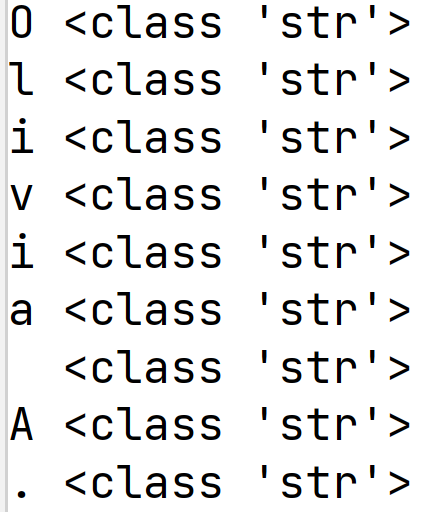 O <class 'str'>
l <class 'str'>
i <class 'str'>
v <class 'str'>
i <class 'str'>
a <class 'str'>
  <class 'str'>
A <class 'str'>
. <class 'str'>